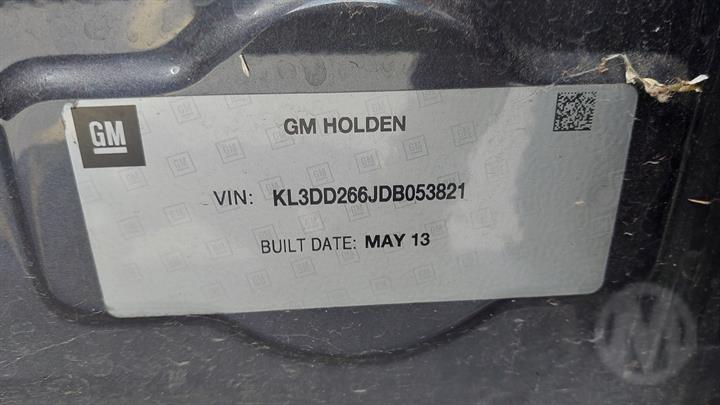 GM
GM HOLDEN
VIN: KL3DD266JDB053821
BUILT DATE: MAY 13
M